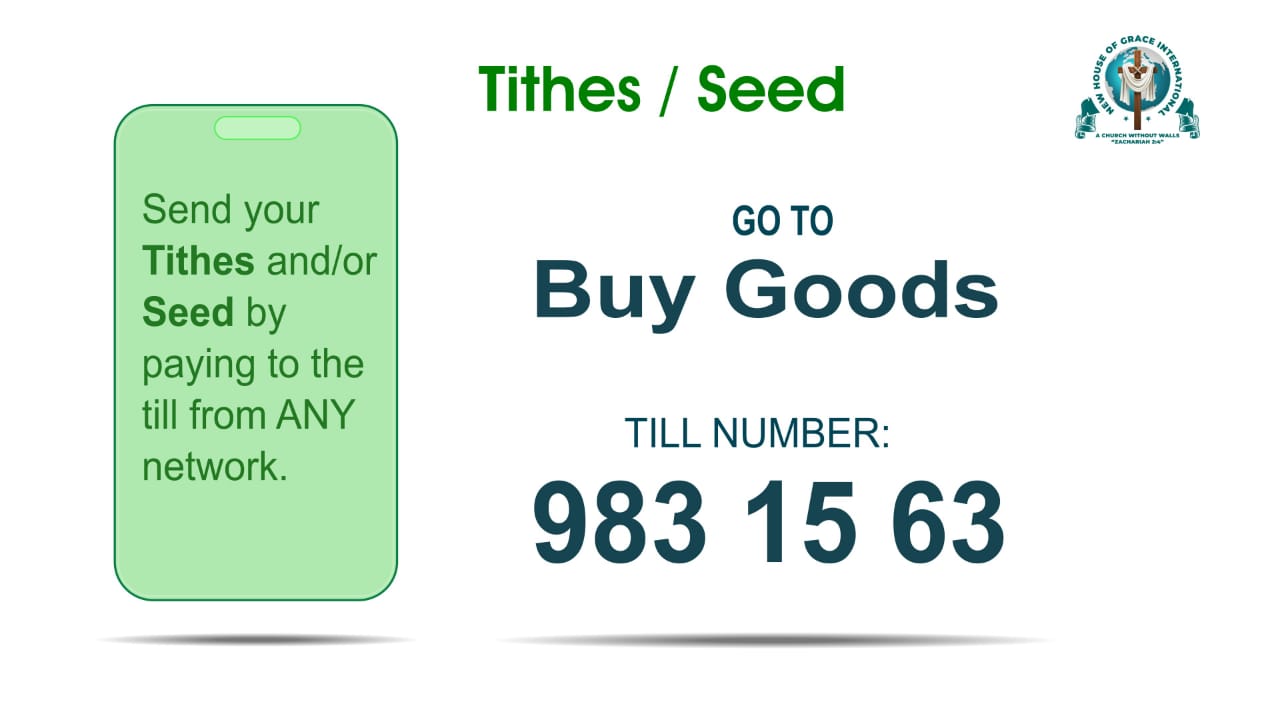 Tithes / Seed
NEW HOUSE OF GRACE INTERNATIONAL
A CHURCH WITHOUT WALLS
"ZACHARIAH 2:4"
Send your
Tithes and/or
Seed by
paying to the
till from ANY
network.
GO TO
Buy Goods
TILL NUMBER:
983 15 63